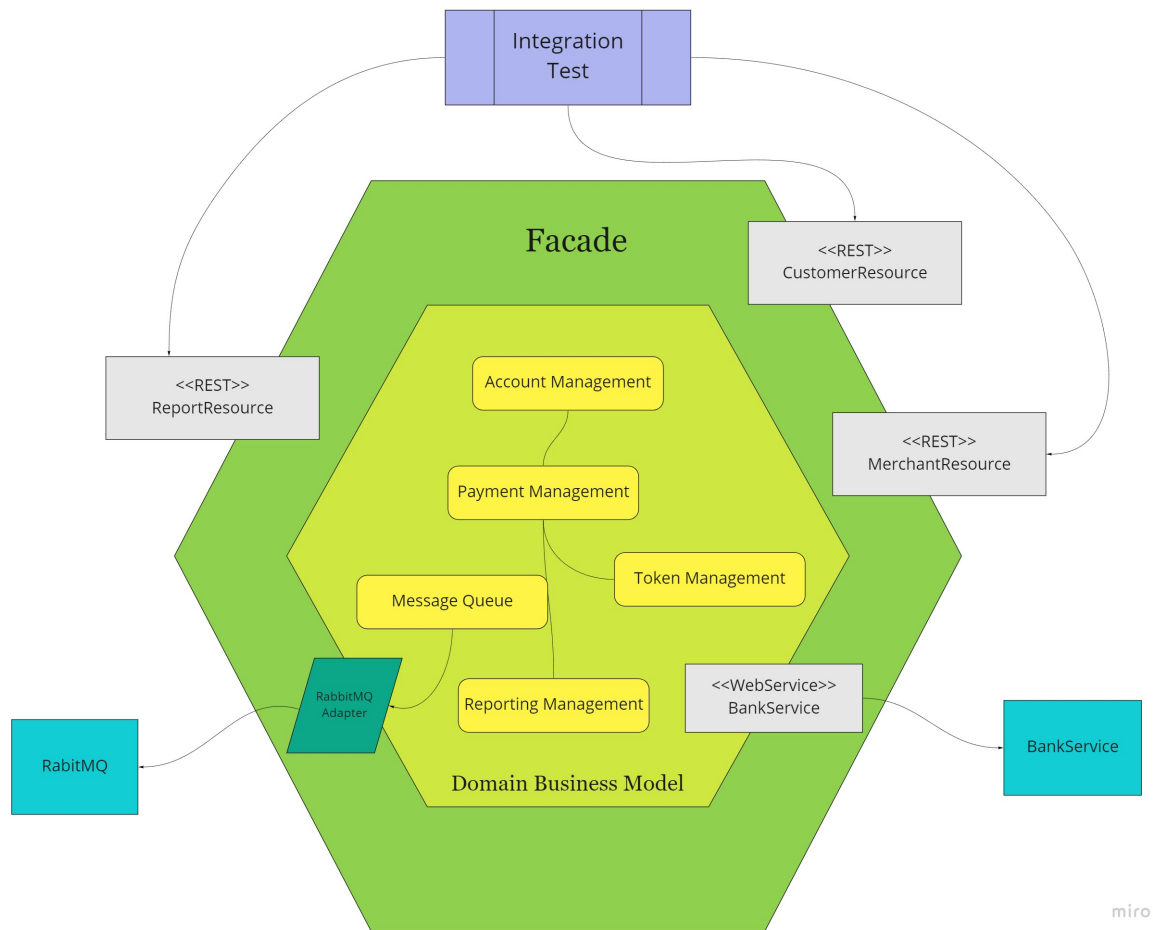 Integration
Test
Facade
<<REST>>
CustomerResource
<<REST>>
ReportResource
Account Management
<<REST>>
MerchantResource
Payment Management
Token Management
Message Queue
RabbitMQ
Adapter
Reporting Management
<<WebService>>
BankService
RabitMQ
BankService
Domain Business Model
miro